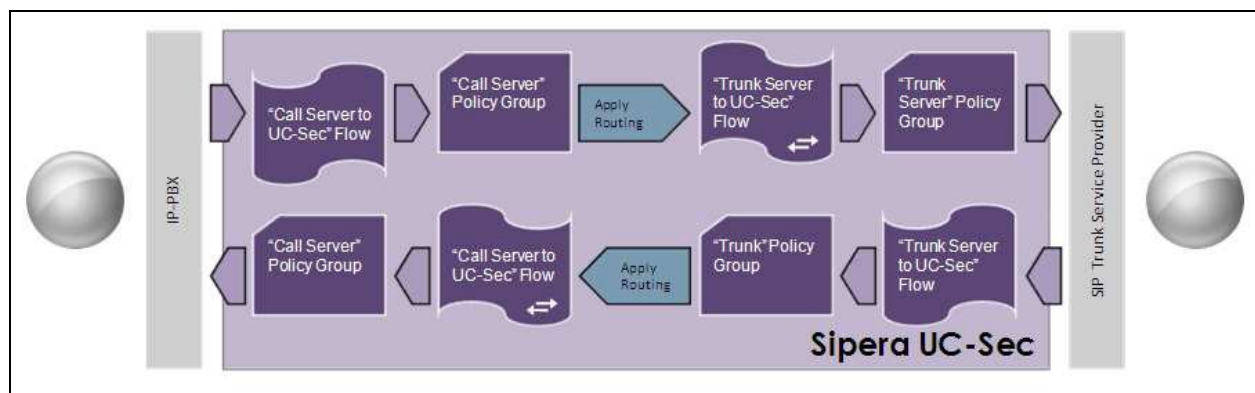 IP-PBX
“Call Server to
UC-Sec” Flow
“Call Server”
Policy Group
Apply
Routing
“Trunk Server
to UC-Sec”
Flow
“Trunk
Server” Policy
Group
“Call Server”
Policy Group
“Call Server to
UC-Sec” Flow
Apply
Routing
“Trunk” Policy
Group
“Trunk Server
to UC-Sec”
Flow
SIP Trunk Service Provider
Sipera UC-Sec